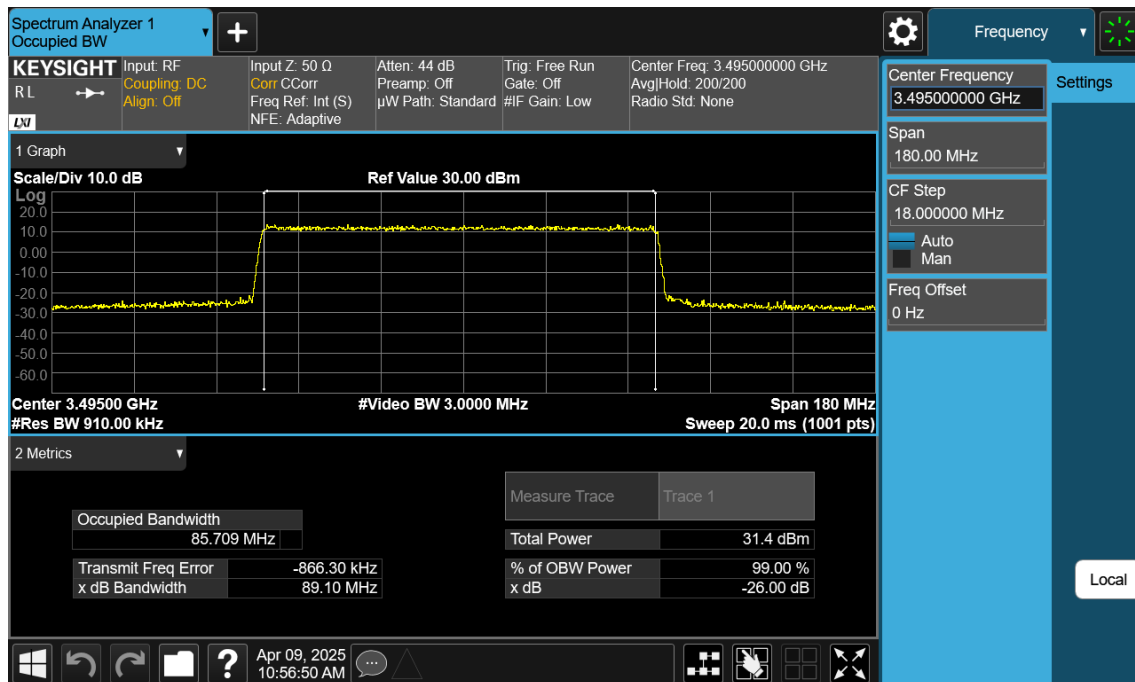 Spectrum Analyzer 1
Occupied BW
+
Frequency
KEYSIGHT
R L
LXI
Input: RF
Coupling: DC
Align: Off
Input Z: 50 Ω
Corr CCorr
Freq Ref: Int (S)
NFE: Adaptive
Atten: 44 dB
Preamp: Off
µW Path: Standard
Trig: Free Run
Gate: Off
#IF Gain: Low
Center Freq: 3.495000000 GHz
Avg|Hold: 200/200
Radio Std: None
Center Frequency
3.495000000 GHz
Settings
Span
180.00 MHz
CF Step
18.000000 MHz
Auto
Man
Freq Offset
0 Hz
Local
1 Graph
Scale/Div 10.0 dB
Ref Value 30.00 dBm
Log
20.0
10.0
0.00
-10.0
-20.0
-30.0
-40.0
-50.0
-60.0
Center 3.49500 GHz
#Video BW 3.0000 MHz
Span 180 MHz
#Res BW 910.00 kHz
Sweep 20.0 ms (1001 pts)
2 Metrics
Measure Trace
Trace 1
Occupied Bandwidth
85.709 MHz
Total Power
31.4 dBm
Transmit Freq Error
-866.30 kHz
% of OBW Power
99.00 %
x dB Bandwidth
89.10 MHz
x dB
-26.00 dB
?
Apr 09, 2025
10:56:50 AM